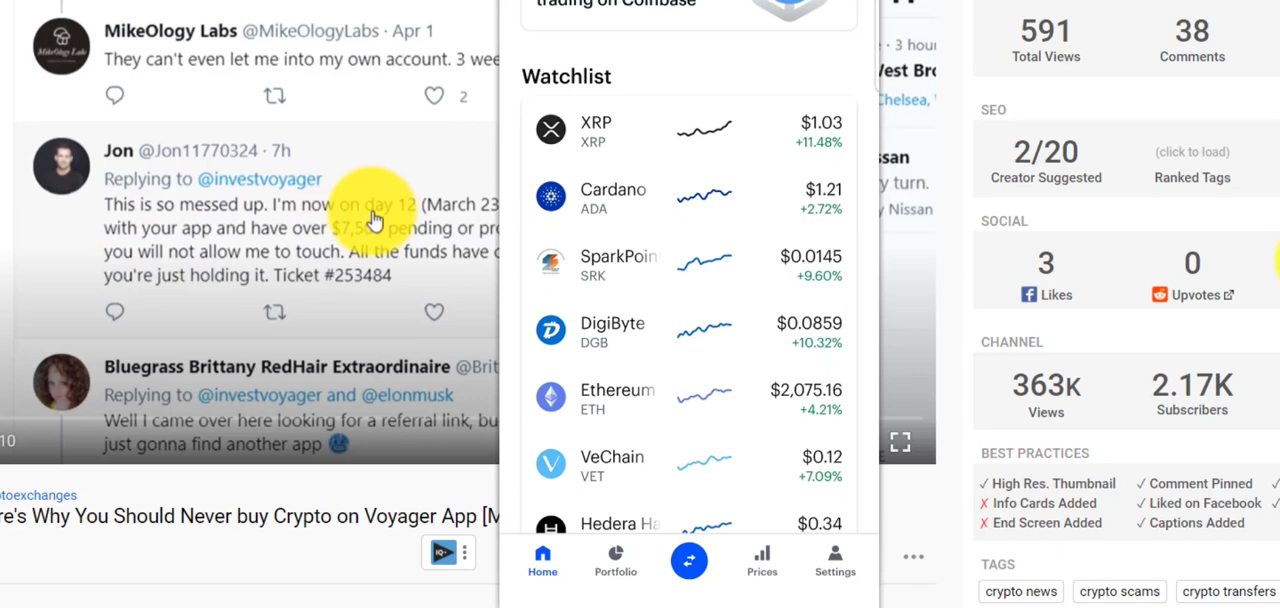 MikeOlogy Labs @MikeOlogyLabs · Apr 1
They can't even let me into my own account. 3 wee
2
Jon @Jon11770324 · 7h
Replying to @investvoyager
This is so messed up. I'm now on day 12 (March 23
with your app and have over $7,5 pending or pr
you will not allow me to touch. All the funds have
you're just holding it. Ticket #253484
Bluegrass Brittany RedHair Extraordinaire @Brit
Replying to @investvoyager and @elonmusk
Well I came over here looking for a referral link, bu
just gonna find another app
10
ptoexchanges
re's Why You Should Never buy Crypto on Voyager App [M
IQ+
trading on Coinbase
Watchlist
XRP $1.03
XRP +11.48%
Cardano $1.21
ADA +2.72%
SparkPoin $0.0145
SRK +9.60%
DigiByte $0.0859
DGB +10.32%
Ethereum $2,075.16
ETH +4.21%
VeChain $0.12
VET +7.09%
Hedera Ha $0.34
Home Portfolio Prices Settings
· 3 hour
West Bro
Chelsea,
ssan
y turn.
y Nissan
591 38
Total Views Comments
SEO
2/20 (click to load)
Creator Suggested Ranked Tags
SOCIAL
3 0
Likes Upvotes
CHANNEL
363K 2.17K
Views Subscribers
BEST PRACTICES
✓ High Res. Thumbnail ✓ Comment Pinned ✓
✗ Info Cards Added ✓ Liked on Facebook ✓
✗ End Screen Added ✓ Captions Added
TAGS
crypto news crypto scams crypto transfers